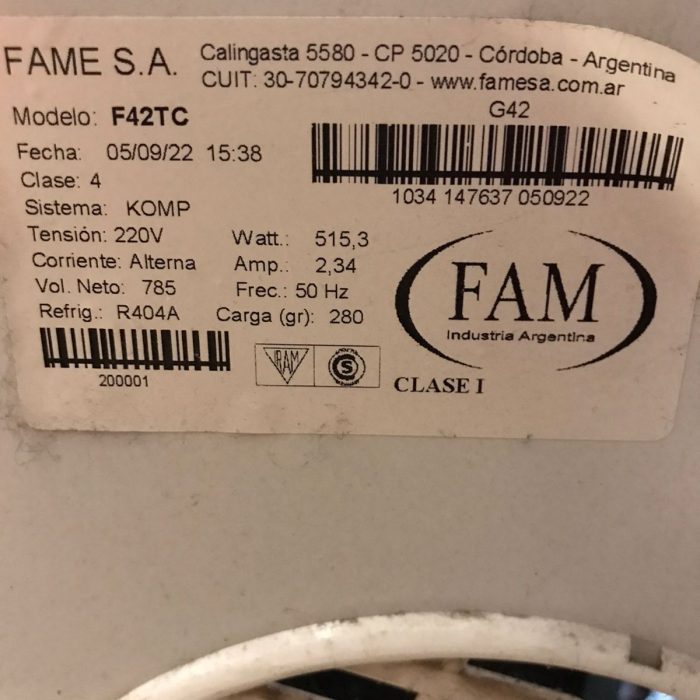 FAME S.A.
Calingasta 5580 - CP 5020 - Córdoba - Argentina
CUIT: 30-70794342-0 - www.famesa.com.ar
Modelo: F42TC
G42
Fecha: 05/09/22 15:38
1034 147637 050922
Clase: 4
Sistema: KOMP
Tensión: 220V Watt.: 515,3
Corriente: Alterna Amp.: 2,34
Vol. Neto: 785 Frec.: 50 Hz
Refrig.: R404A Carga (gr): 280
FAM
Industria Argentina
200001
IRAM
S
CLASE I